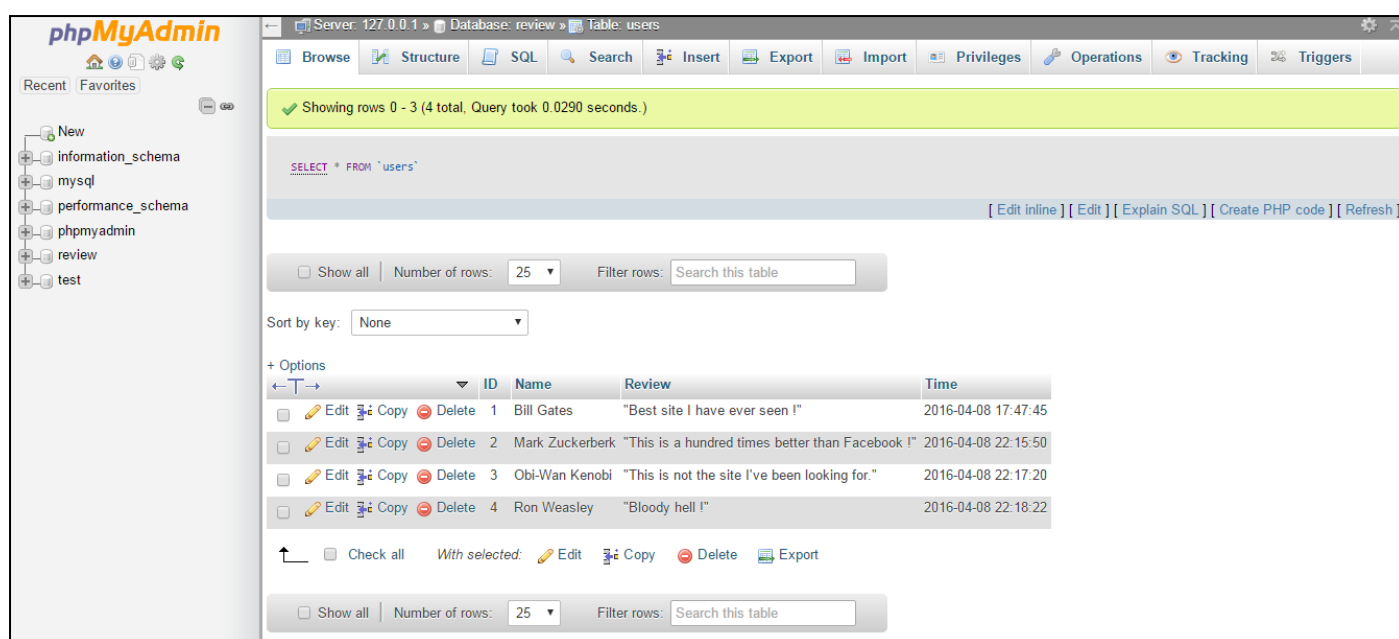 phpMyAdmin
Recent Favorites
New
information_schema
mysql
performance_schema
phpmyadmin
review
test
Server: 127.0.0.1 » Database: review » Table: users
Browse Structure SQL Search Insert Export Import Privileges Operations Tracking Triggers
Showing rows 0 - 3 (4 total, Query took 0.0290 seconds.)
SELECT * FROM `users`
[ Edit inline ] [ Edit ] [ Explain SQL ] [ Create PHP code ] [ Refresh ]
Show all | Number of rows: 25 Filter rows: Search this table
Sort by key: None
+ Options
←T→ ID Name Review Time
Edit Copy Delete 1 Bill Gates "Best site I have ever seen !" 2016-04-08 17:47:45
Edit Copy Delete 2 Mark Zuckerberk "This is a hundred times better than Facebook !" 2016-04-08 22:15:50
Edit Copy Delete 3 Obi-Wan Kenobi "This is not the site I've been looking for." 2016-04-08 22:17:20
Edit Copy Delete 4 Ron Weasley "Bloody hell !" 2016-04-08 22:18:22
Check all With selected: Edit Copy Delete Export
Show all | Number of rows: 25 Filter rows: Search this table